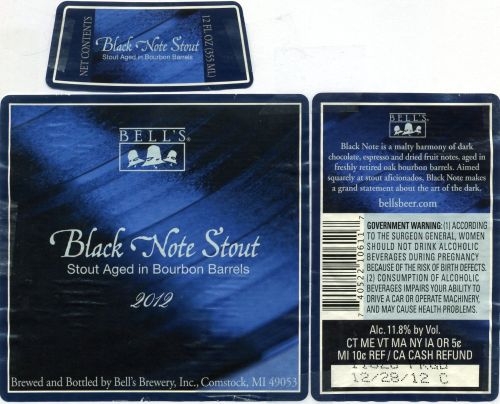 NET CONTENTS
Black Note Stout
Stout Aged in Bourbon Barrels
12 FL OZ (355 ML)
BELL'S®
Black Note Stout
Stout Aged in Bourbon Barrels
2012
Brewed and Bottled by Bell's Brewery, Inc., Comstock, MI 49053
BELL'S
Black Note is a malty harmony of dark
chocolate, espresso and dried fruit notes, aged in
freshly retired oak bourbon barrels. Aimed
squarely at stout aficionados, Black Note makes
a grand statement about the art of the dark.
bellsbeer.com
7 40522 10611 7
GOVERNMENT WARNING: (1) ACCORDING
TO THE SURGEON GENERAL, WOMEN
SHOULD NOT DRINK ALCOHOLIC
BEVERAGES DURING PREGNANCY
BECAUSE OF THE RISK OF BIRTH DEFECTS.
(2) CONSUMPTION OF ALCOHOLIC
BEVERAGES IMPAIRS YOUR ABILITY TO
DRIVE A CAR OR OPERATE MACHINERY,
AND MAY CAUSE HEALTH PROBLEMS.
Alc. 11.8% by Vol.
CT ME VT MA NY IA OR 5¢
MI 10¢ REF / CA CASH REFUND
12/28/12 C